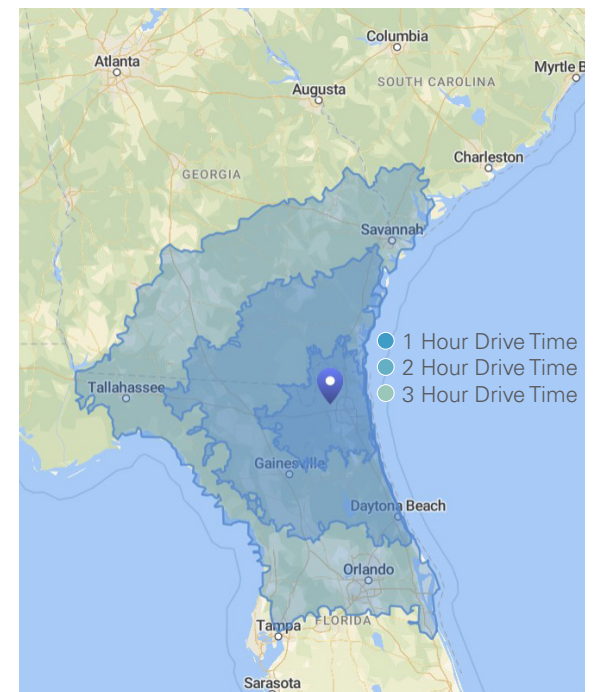 Columbia
Atlanta
Myrtle B
SOUTH CAROLINA
Augusta
Charleston
GEORGIA
Savannah
1 Hour Drive Time
2 Hour Drive Time
3 Hour Drive Time
Tallahassee
Gainesville
Daytona Beach
Orlando
FLORIDA
Tampa
Sarasota